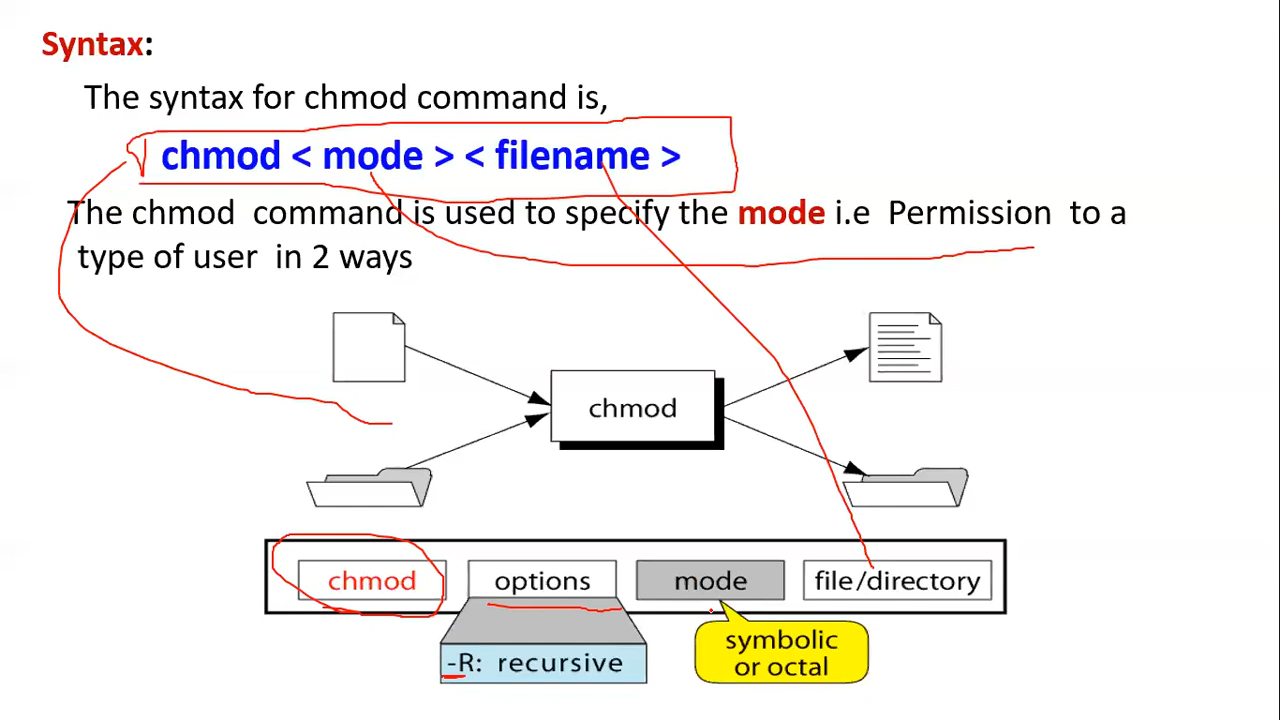 Syntax:
The syntax for chmod command is,
chmod < mode > < filename >
The chmod command is used to specify the mode i.e Permission to a
type of user in 2 ways
chmod
chmod options mode file/directory
-R: recursive
symbolic
or octal